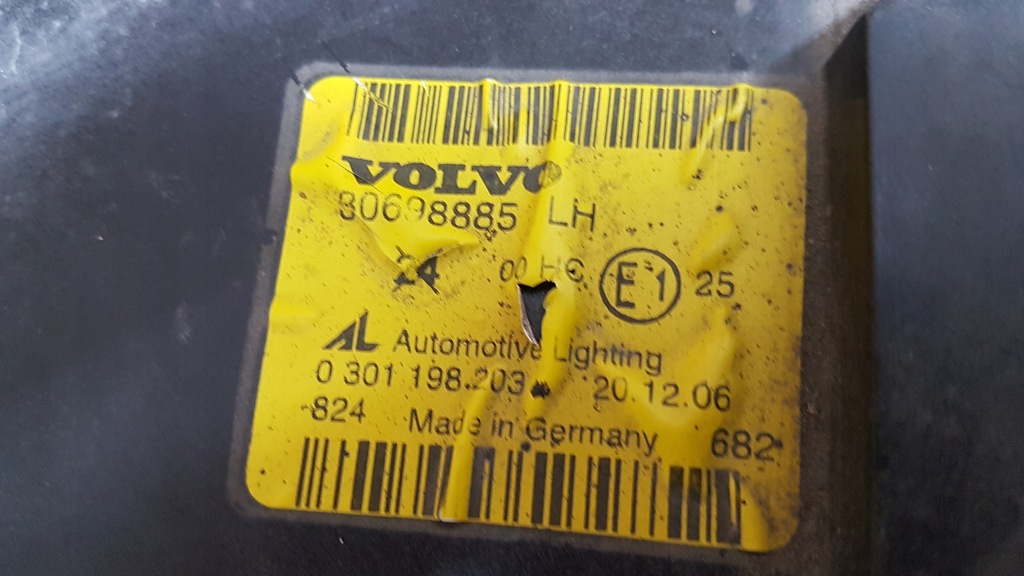 VOLVO
30698885 LH
24 00 HC E1 25
AL Automotive Lighting
0 301 198.203 20.12.06
824 Made in Germany 682